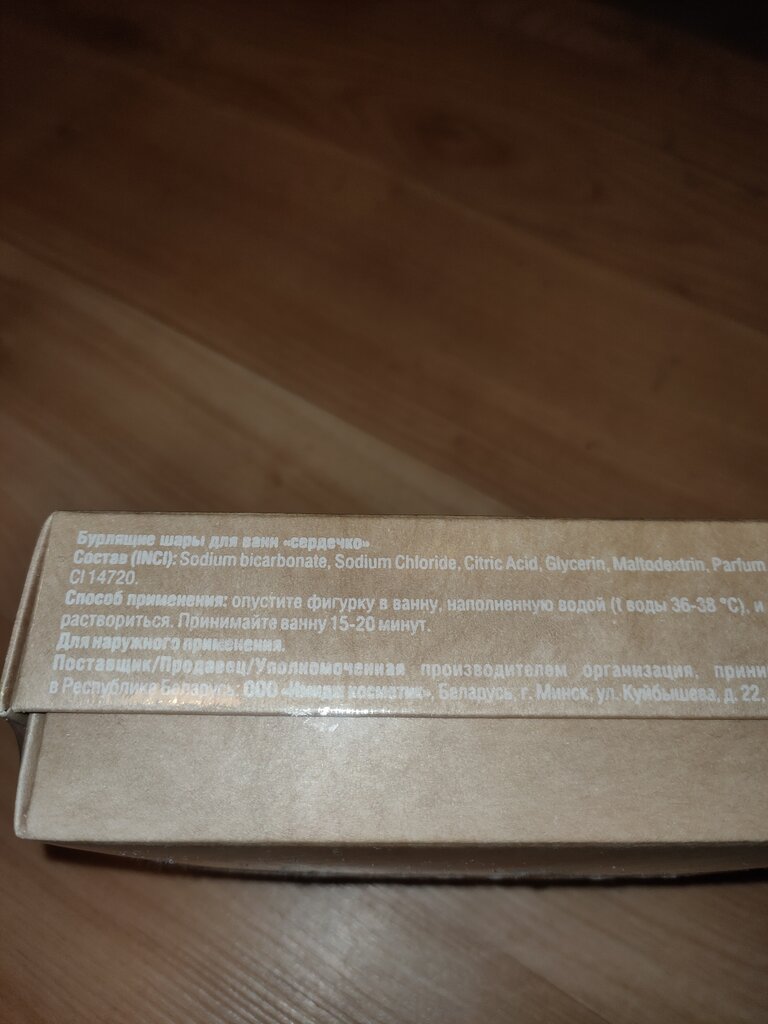 Бурлящие шары для ванн «сердечко»
Состав (INCI): Sodium bicarbonate, Sodium Chloride, Citric Acid, Glycerin, Maltodextrin, Parfum
CI 14720.
Способ применения: опустите фигурку в ванну, наполненную водой (t воды 36-38 °С), и
раствориться. Принимайте ванну 15-20 минут.
Для наружного применения.
Поставщик/Продавец/Уполномоченная производителем организация,
в Республике Беларусь: ООО «Имидж косметик», Беларусь, г. Минск, ул. Куйбышева, д. 22,